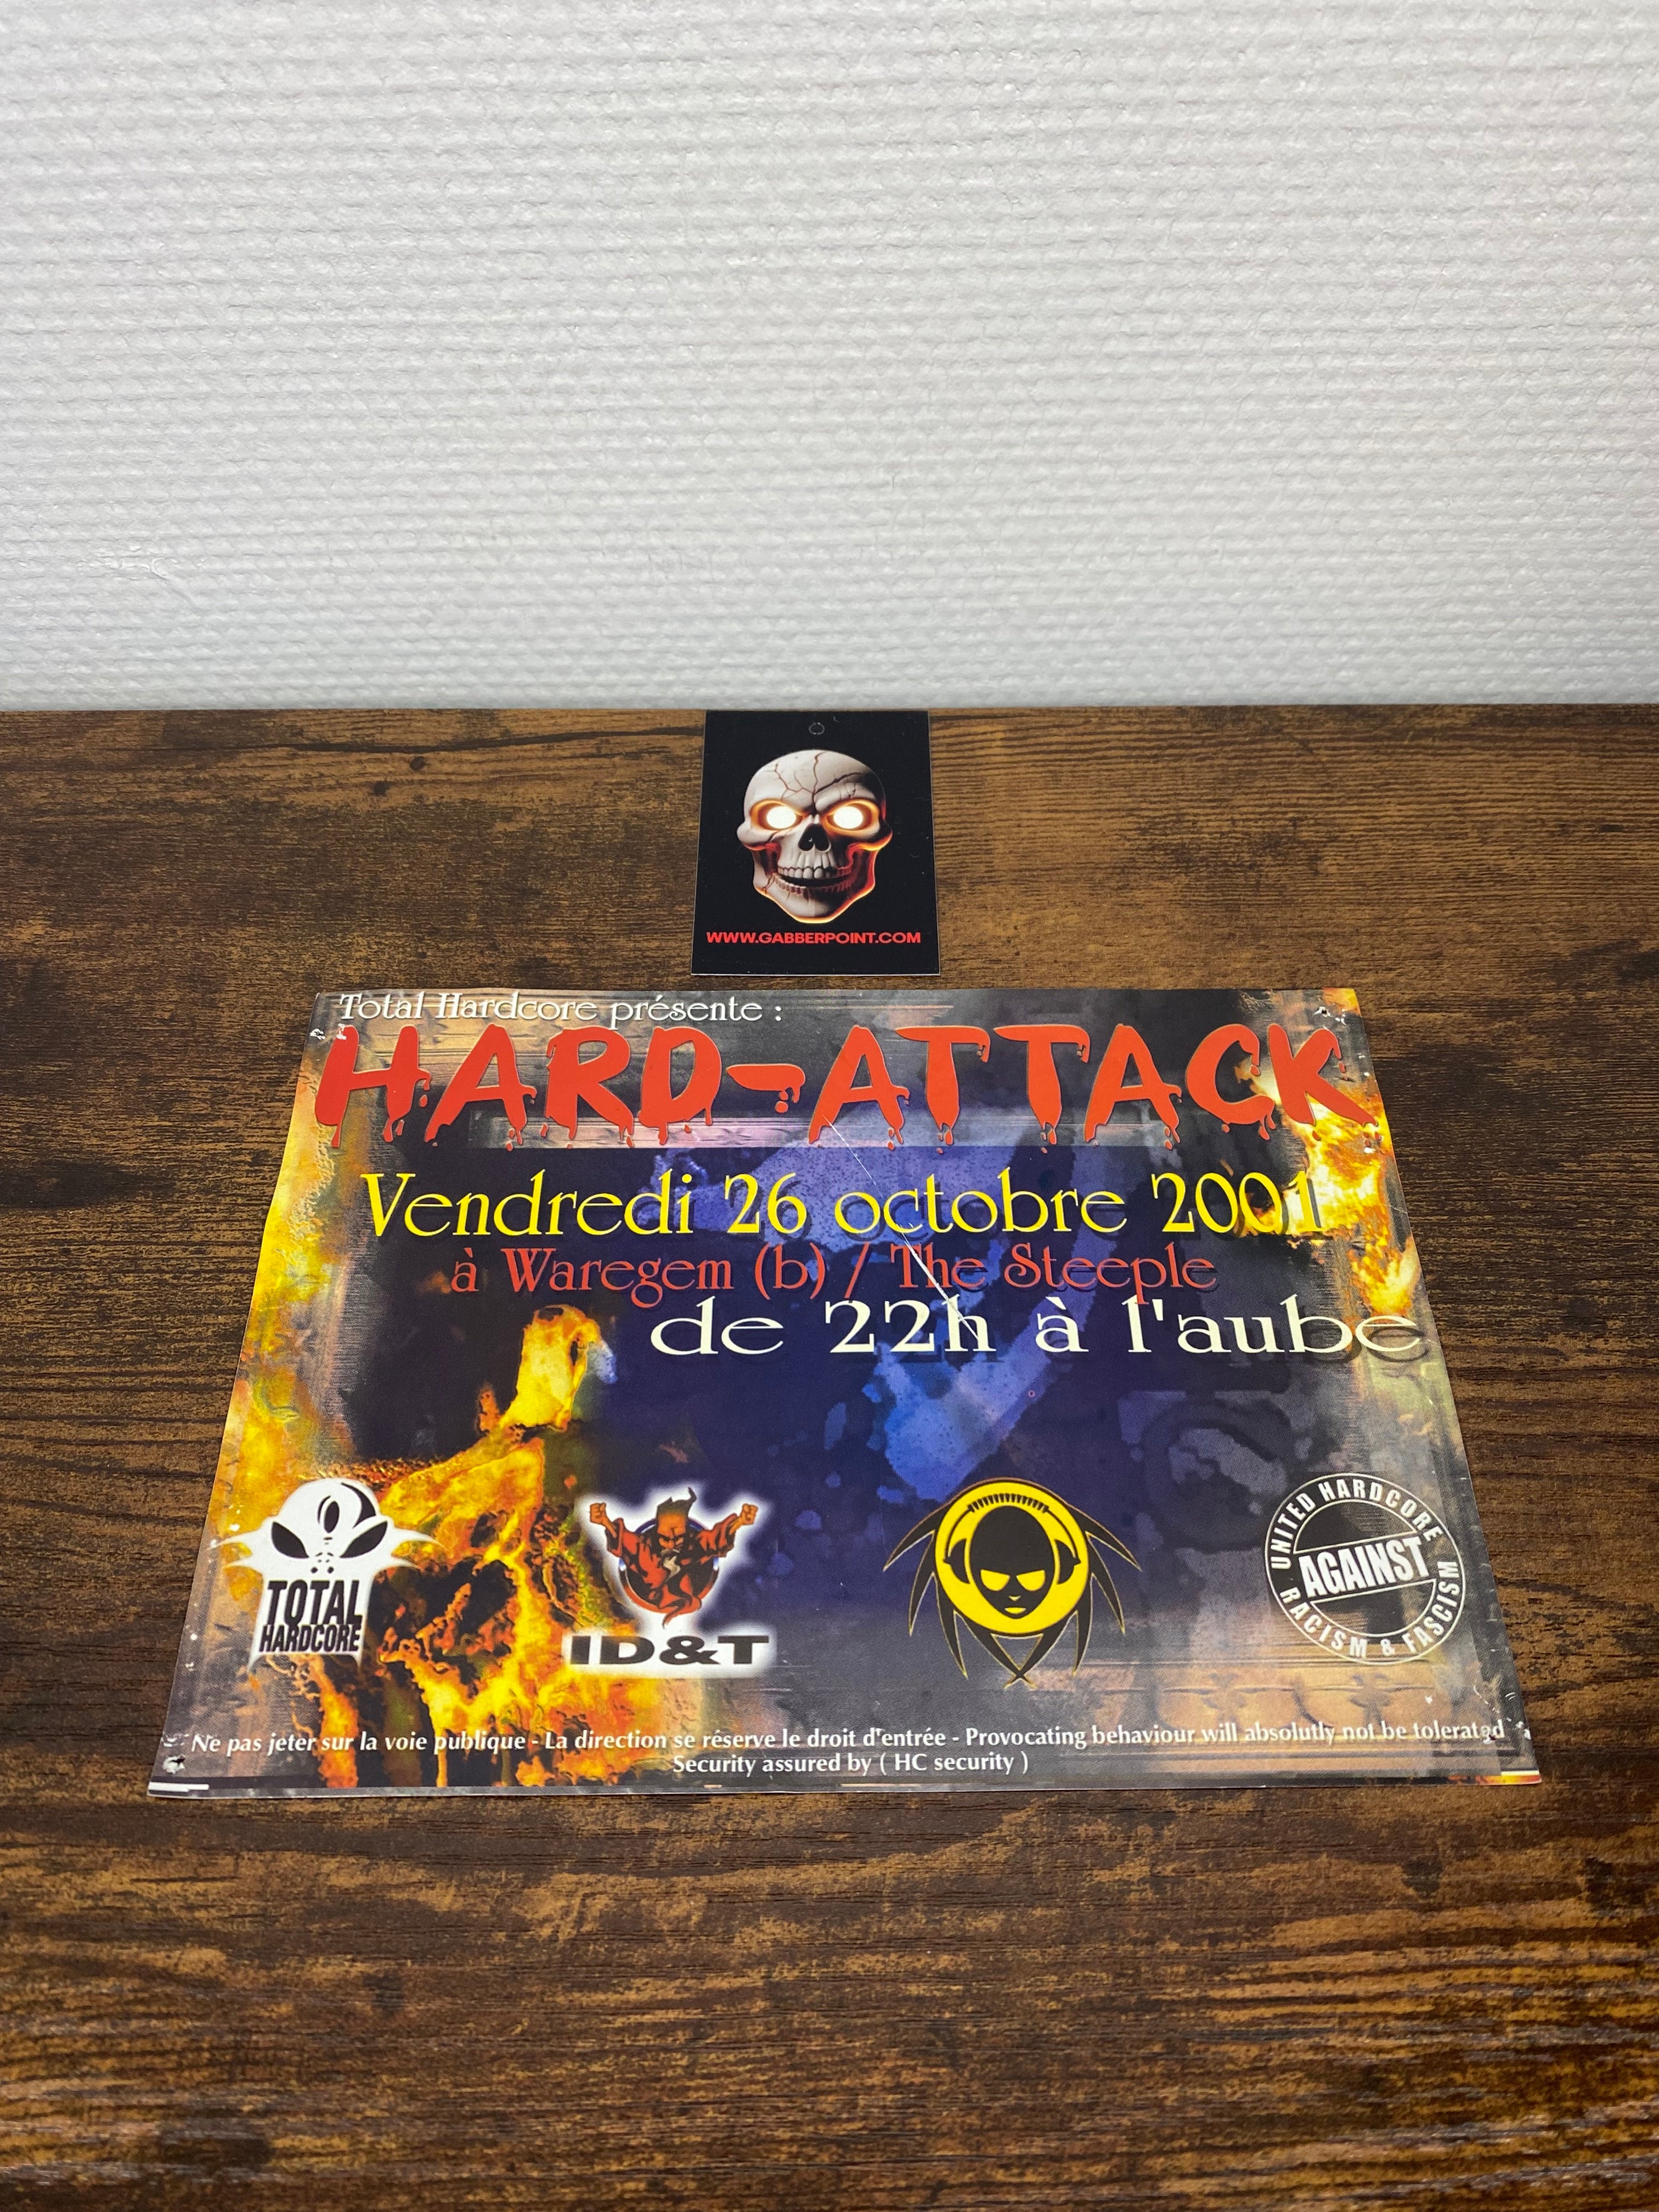 WWW.GABBERPOINT.COM
Total Hardcore présente :
HARD-ATTACK
Vendredi 26 octobre 2001
à Waregem (b) / The Steeple
de 22h à l'aube
TOTAL
HARDCORE
ID&T
UNITED HARDCORE
AGAINST
RACISM & FASCISM
Ne pas jeter sur la voie publique - La direction se réserve le droit d'entrée - Provocating behaviour will absolutly not be tolerated
Security assured by ( HC security )